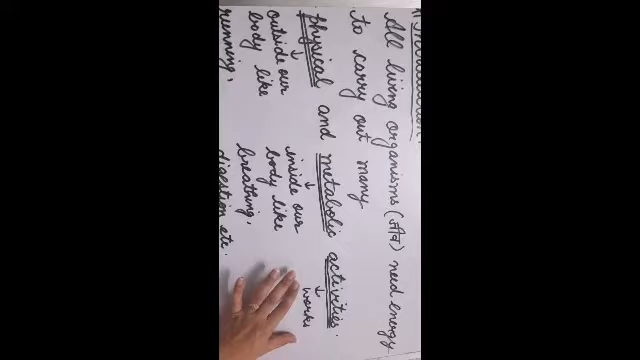 Introduction
All living organisms (जीव) need energy
to carry out many
physical and metabolic activities.
↓ ↓ ↓
outside our inside our works
body like body like
running, breathing,
digestion etc.